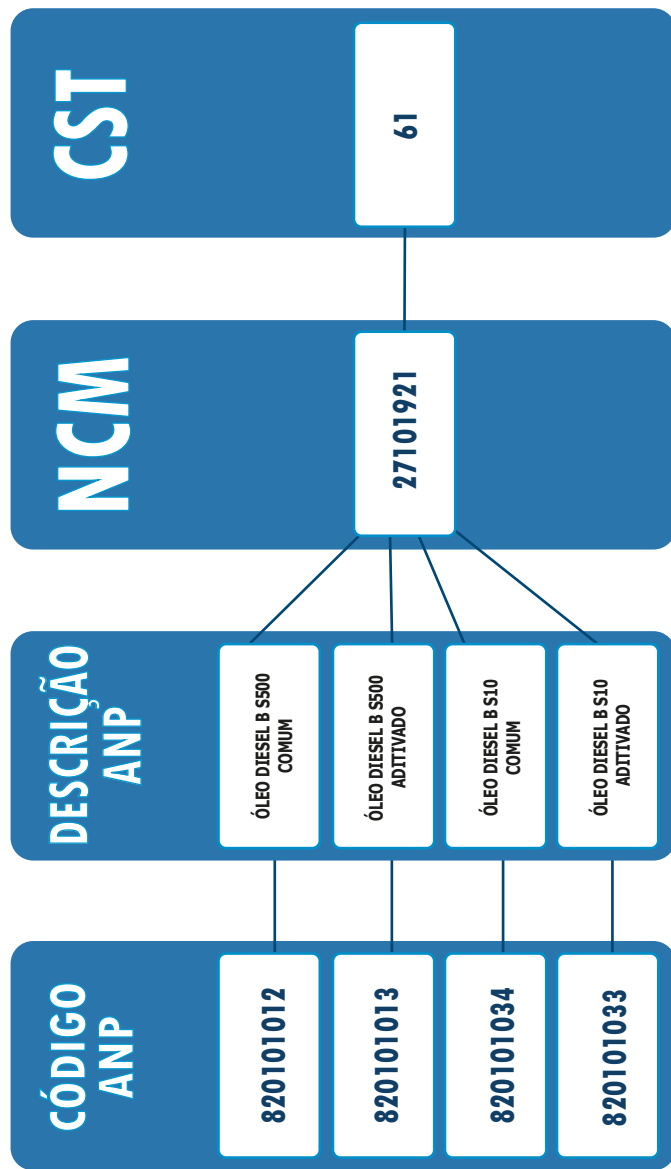 CÓDIGO
ANP
820101012
820101013
820101034
820101033
DESCRIÇÃO
ANP
ÓLEO DIESEL B S500
COMUM
ÓLEO DIESEL B S500
ADITIVADO
ÓLEO DIESEL B S10
COMUM
ÓLEO DIESEL B S10
ADITIVADO
NCM
27101921
CST
61